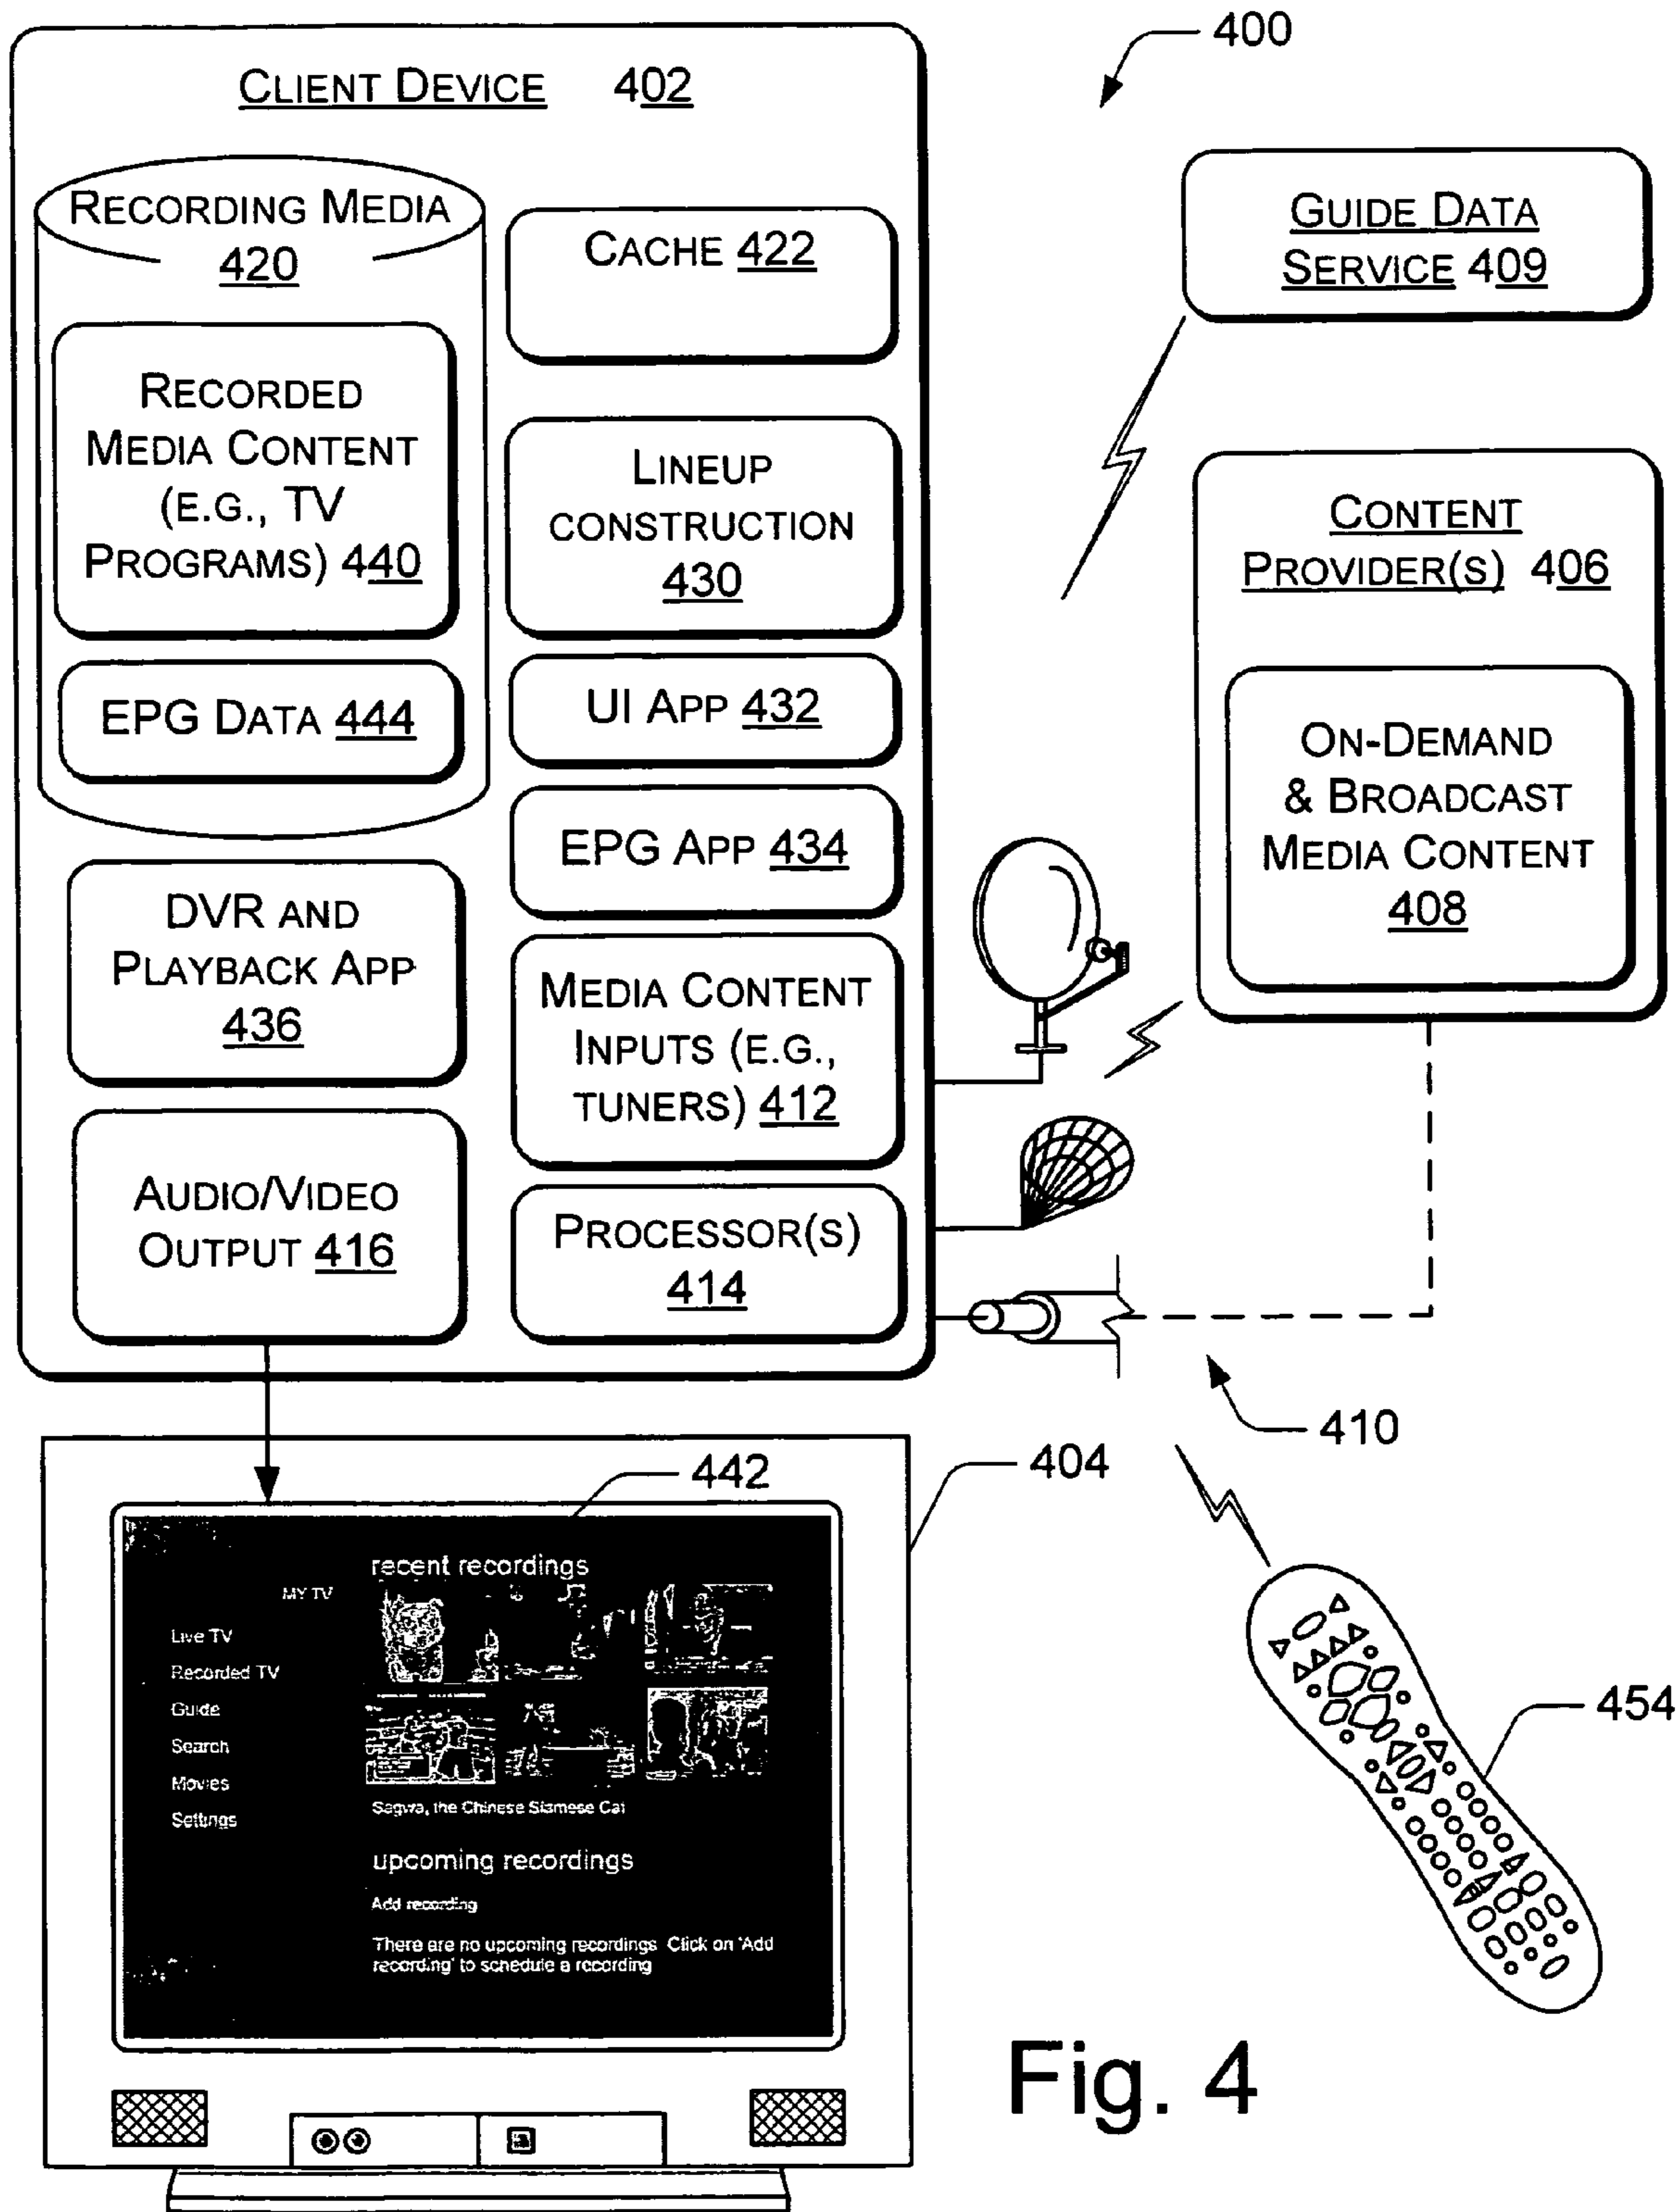 400
CLIENT DEVICE 402
RECORDING MEDIA
420
RECORDED
MEDIA CONTENT
(E.G., TV
PROGRAMS) 440
EPG DATA 444
DVR AND
PLAYBACK APP
436
AUDIO/VIDEO
OUTPUT 416
CACHE 422
LINEUP
CONSTRUCTION
430
UI APP 432
EPG APP 434
MEDIA CONTENT
INPUTS (E.G.,
TUNERS) 412
PROCESSOR(S)
414
GUIDE DATA
SERVICE 409
CONTENT
PROVIDER(S) 406
ON-DEMAND
& BROADCAST
MEDIA CONTENT
408
410
442
404
MY TV
Live TV
Recorded TV
Guide
Search
Movies
Settings
recent recordings
Sagwa, the Chinese Siamese Cat
upcoming recordings
Add recording
There are no upcoming recordings. Click on 'Add
recording' to schedule a recording
454
Fig. 4